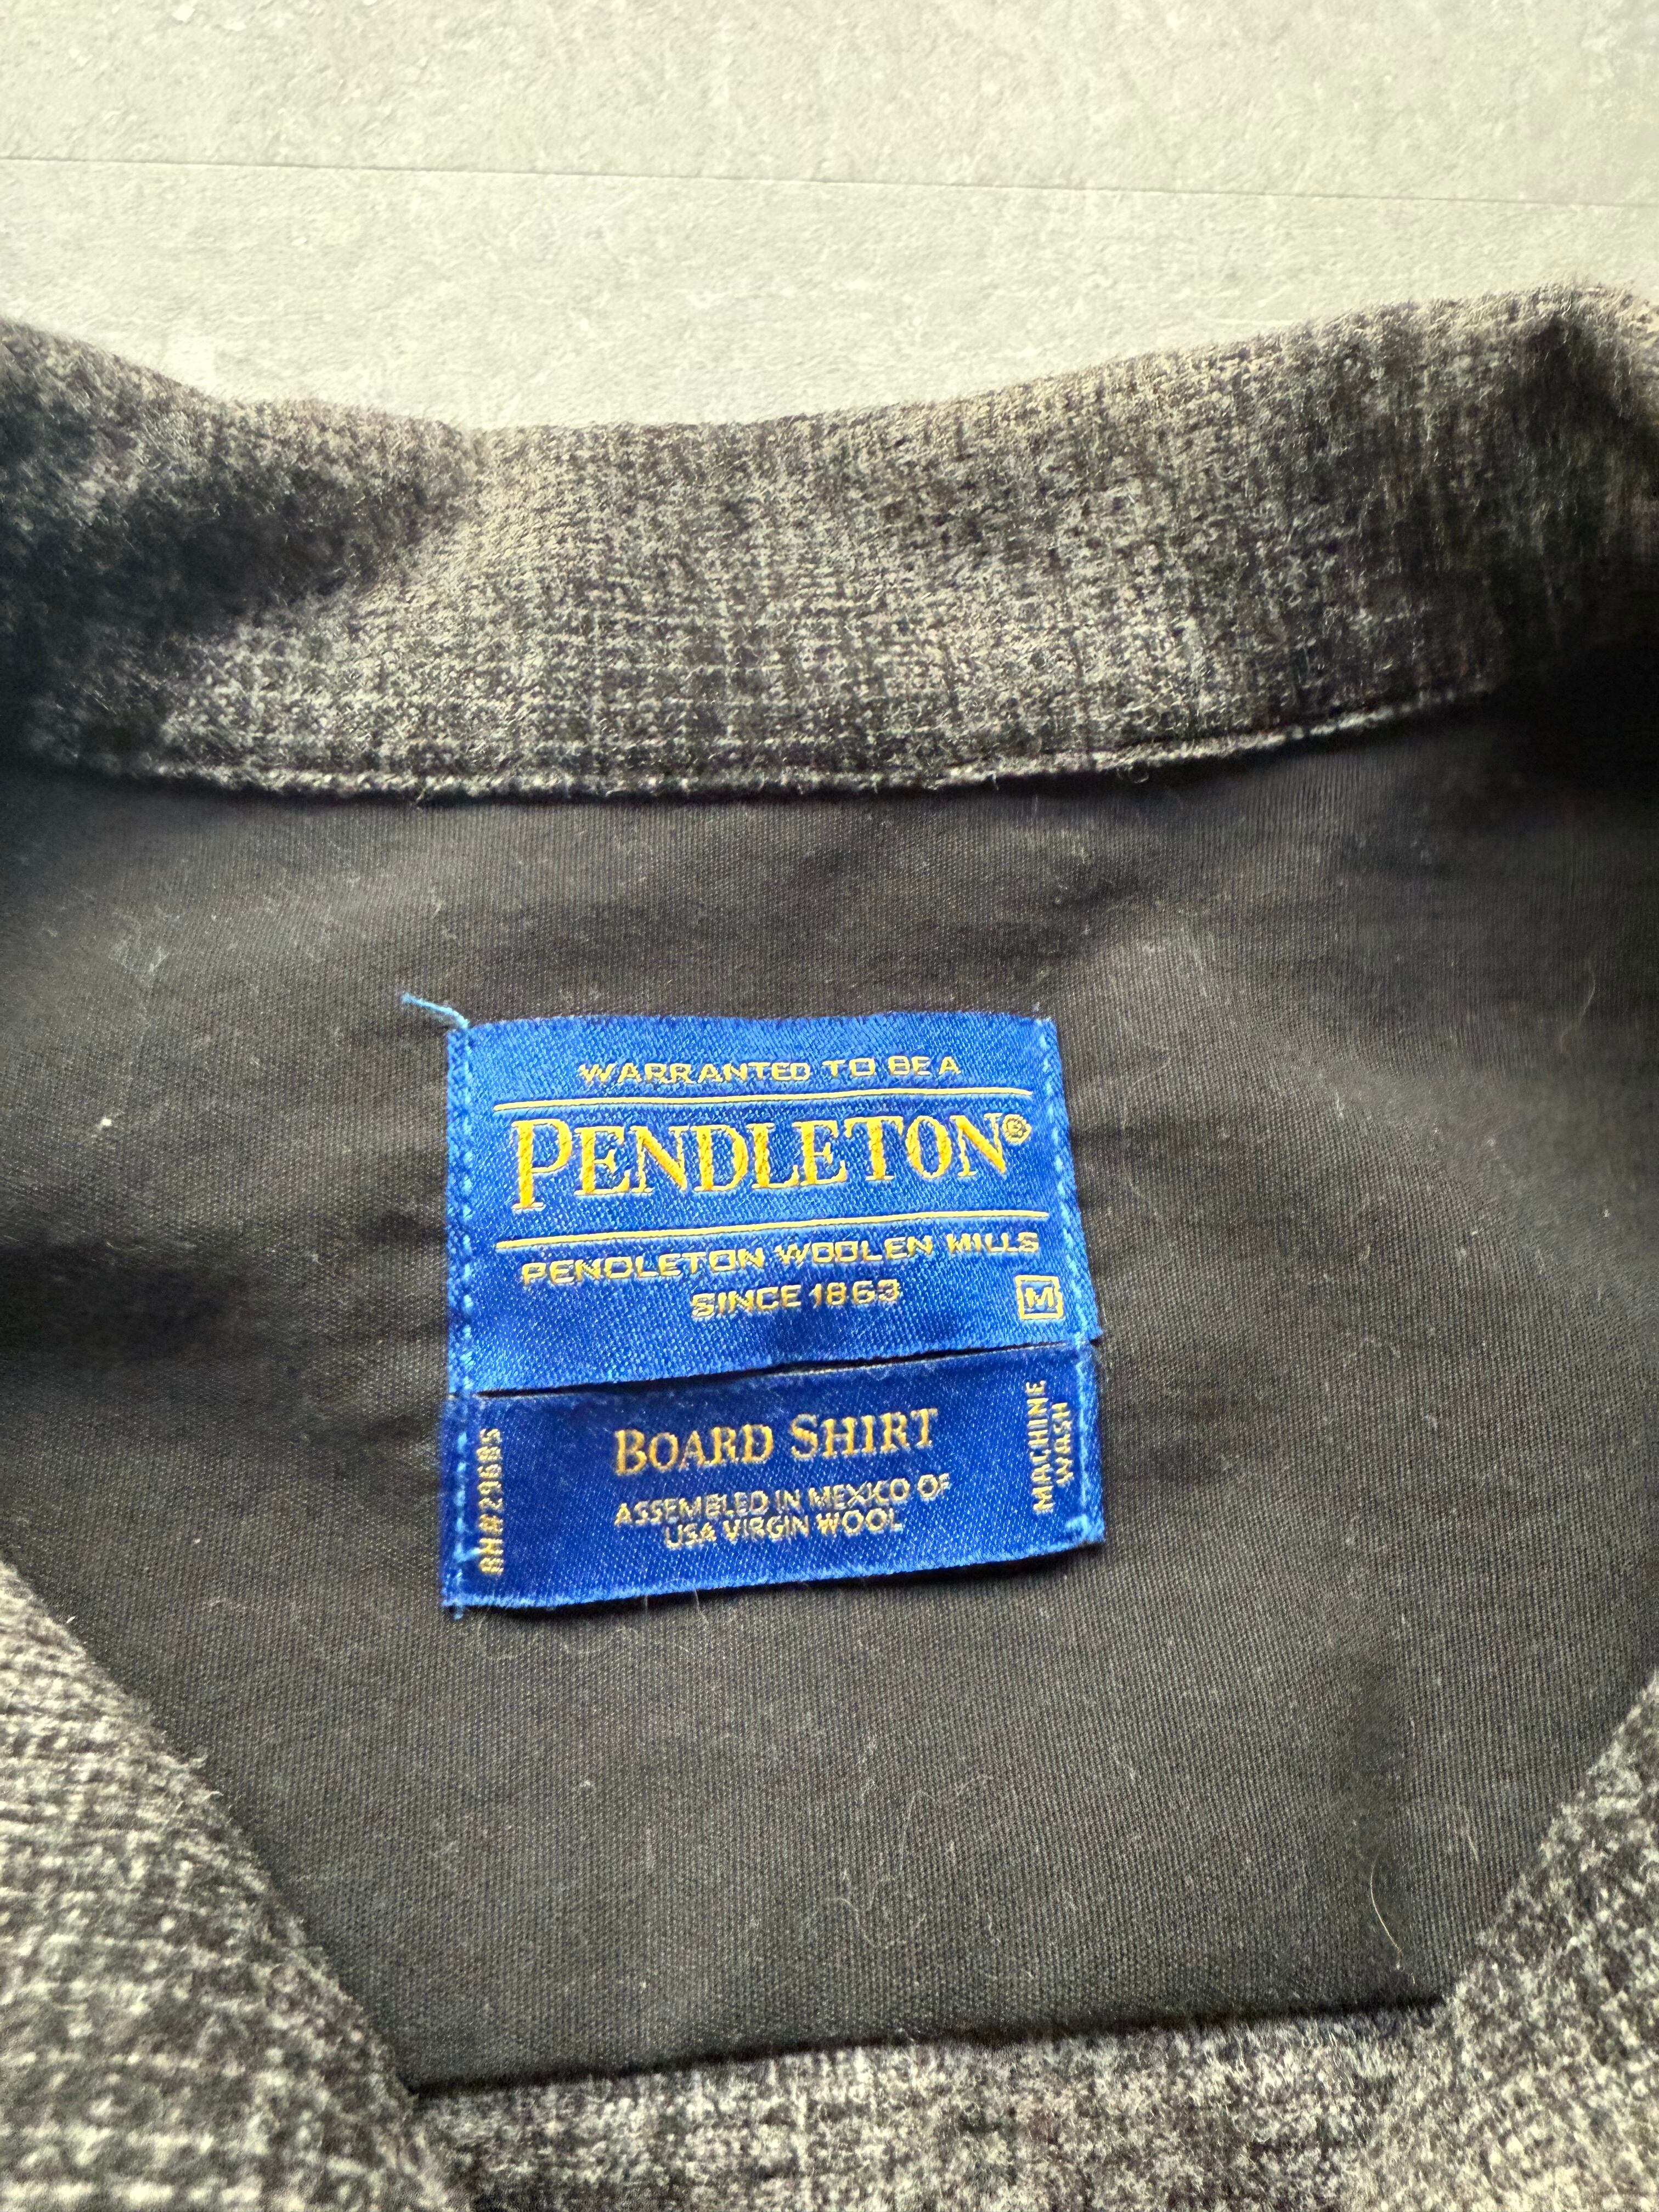 WARRANTED TO BE A
PENDLETON®
PENDLETON WOOLEN MILLS
SINCE 1863
M
BOARD SHIRT
ASSEMBLED IN MEXICO OF
USA VIRGIN WOOL
RN#29685
MACHINE
WASH